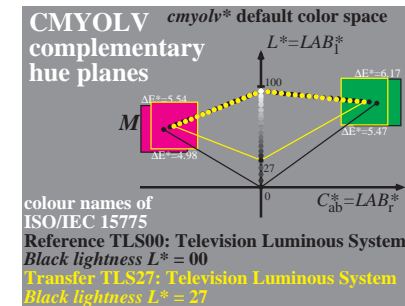 CMYOLV
complementary
hue planes
cmyolv* default color space
L*=LAB*l
100
ΔE*=6.17
ΔE*=5.54
M
ΔE*=5.47
ΔE*=4.98
27
0
C*ab=LAB*r
colour names of
ISO/IEC 15775
Reference TLS00: Television Luminous System
Black lightness L* = 00
Transfer TLS27: Television Luminous System
Black lightness L* = 27